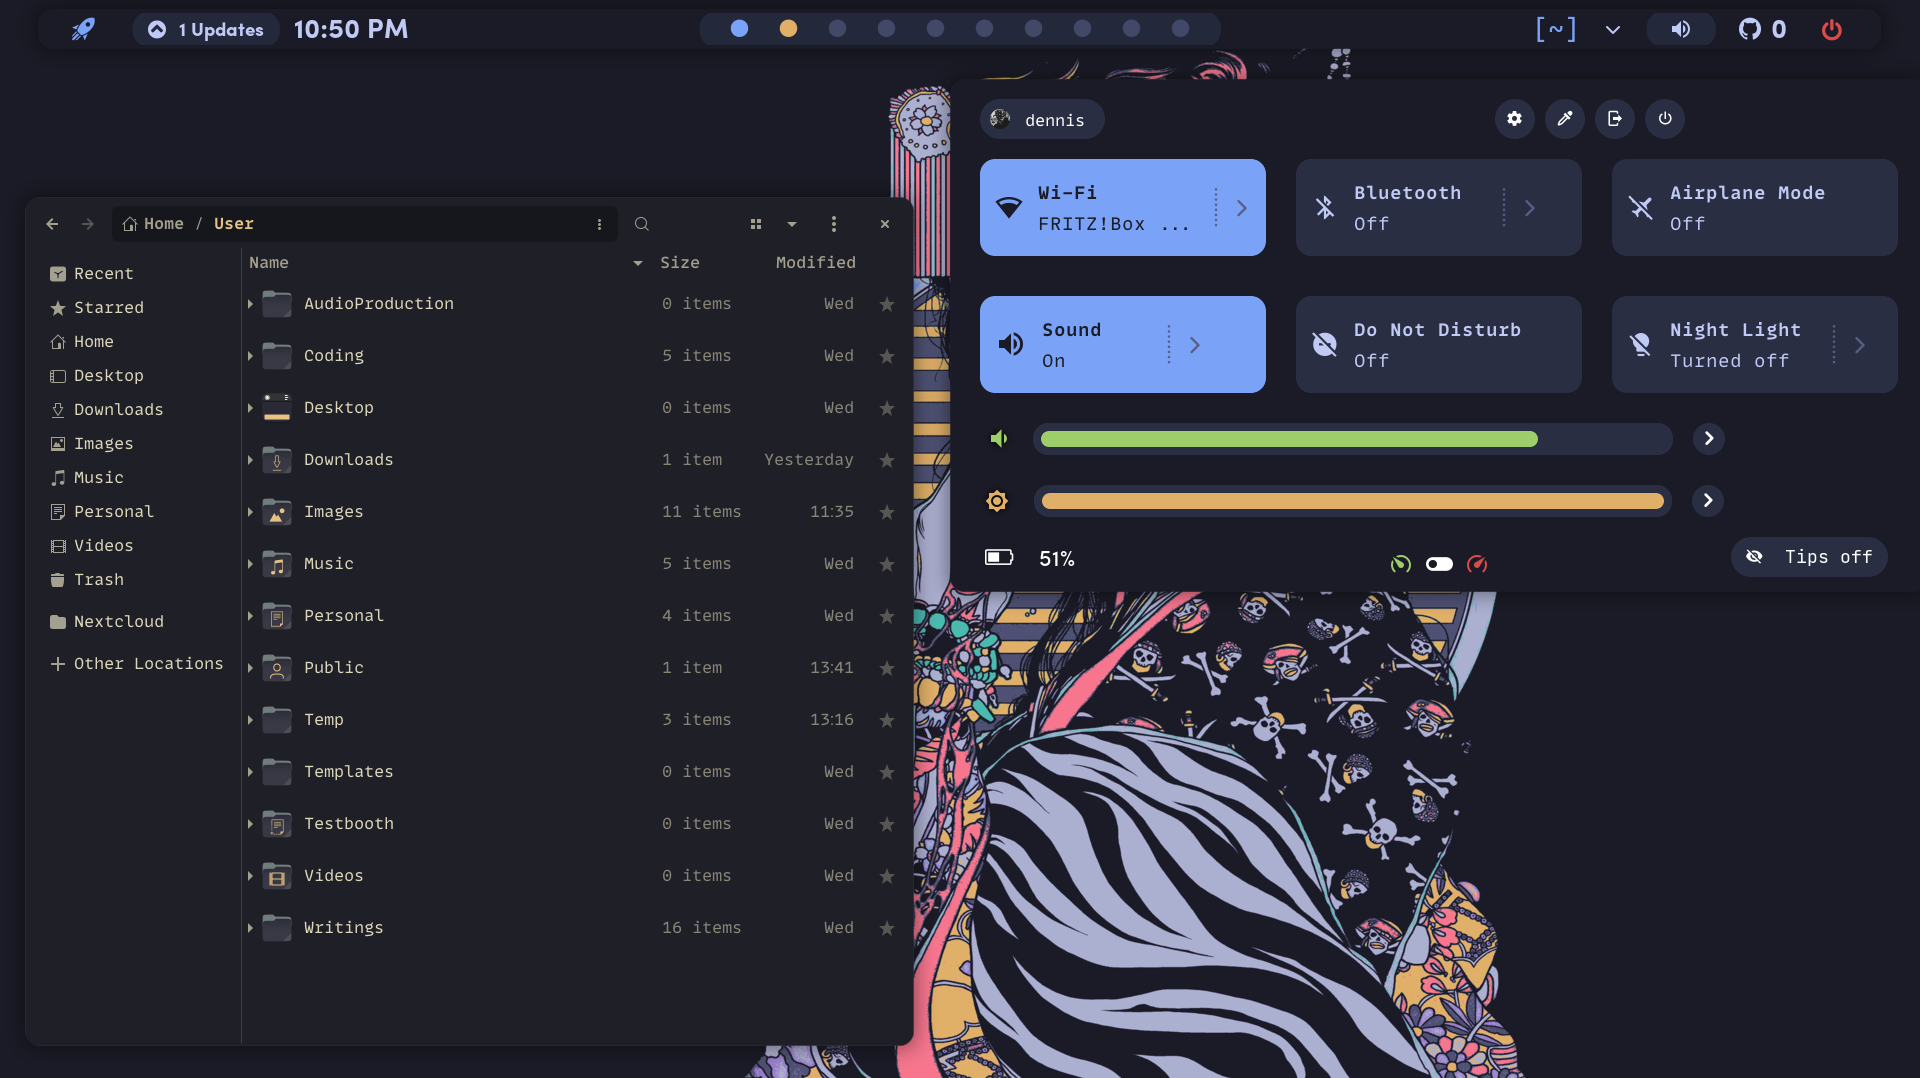 1 Updates 10:50 PM
[~] 0
dennis
Wi-Fi
FRITZ!Box ...
Bluetooth
Off
Airplane Mode
Off
Sound
On
Do Not Disturb
Off
Night Light
Turned off
51%
Tips off
Home / User
Recent
Starred
Home
Desktop
Downloads
Images
Music
Personal
Videos
Trash
Nextcloud
Other Locations
Name Size Modified
AudioProduction 0 items Wed
Coding 5 items Wed
Desktop 0 items Wed
Downloads 1 item Yesterday
Images 11 items 11:35
Music 5 items Wed
Personal 4 items Wed
Public 1 item 13:41
Temp 3 items 13:16
Templates 0 items Wed
Testbooth 0 items Wed
Videos 0 items Wed
Writings 16 items Wed